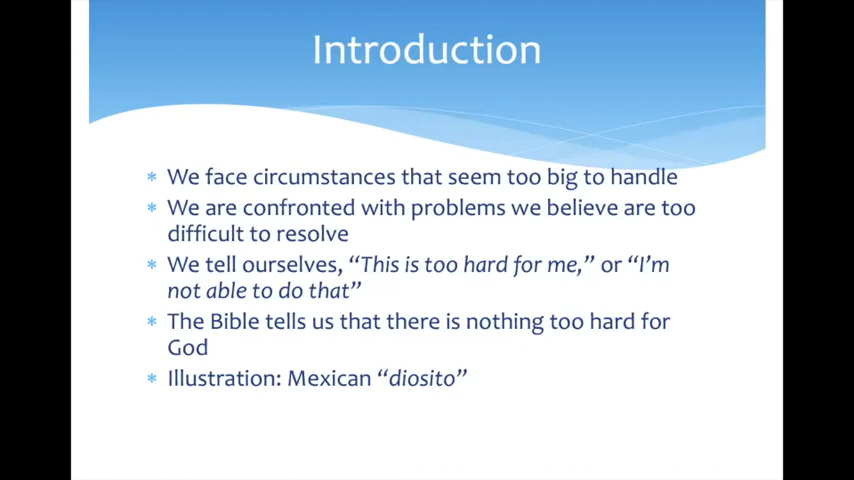 Introduction
* We face circumstances that seem too big to handle
* We are confronted with problems we believe are too
difficult to resolve
* We tell ourselves, “This is too hard for me,” or “I’m
not able to do that”
* The Bible tells us that there is nothing too hard for
God
* Illustration: Mexican “diosito”